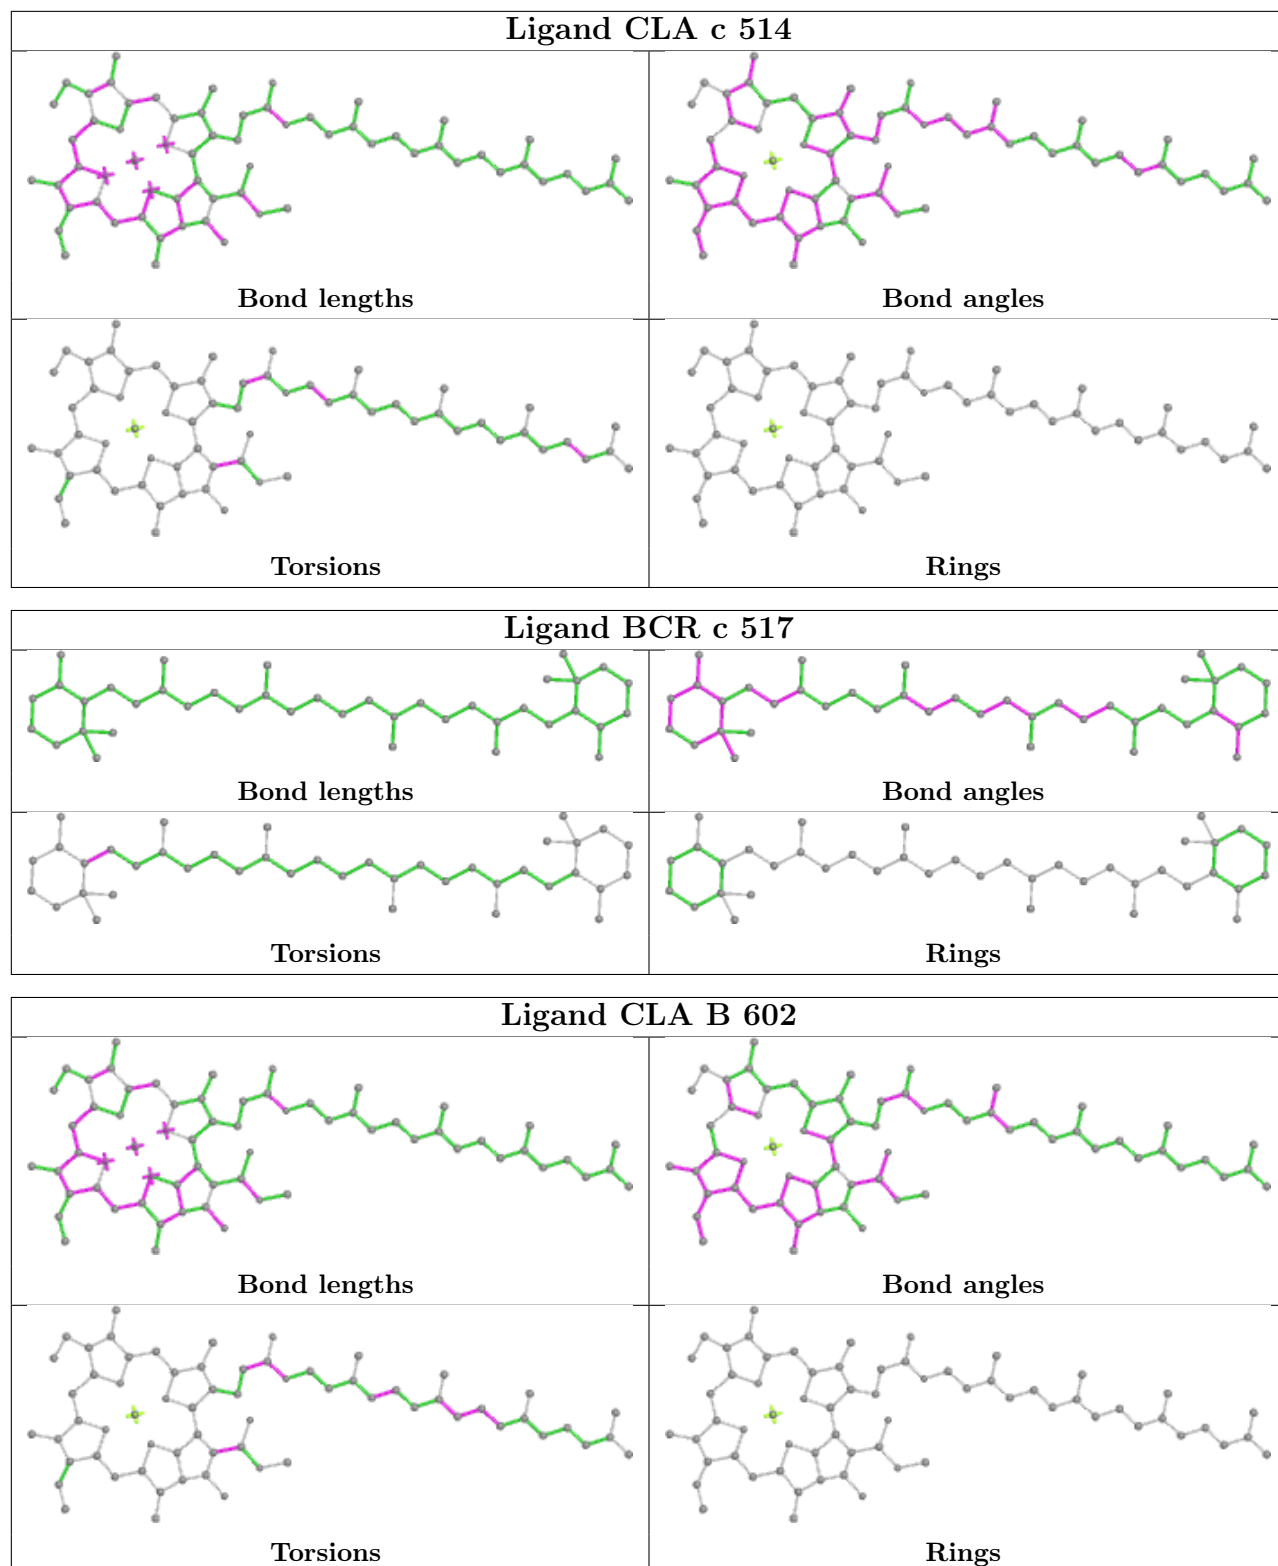 Ligand CLA c 514
Bond lengths
Bond angles
Torsions
Rings
Ligand BCR c 517
Bond lengths
Bond angles
Torsions
Rings
Ligand CLA B 602
Bond lengths
Bond angles
Torsions
Rings